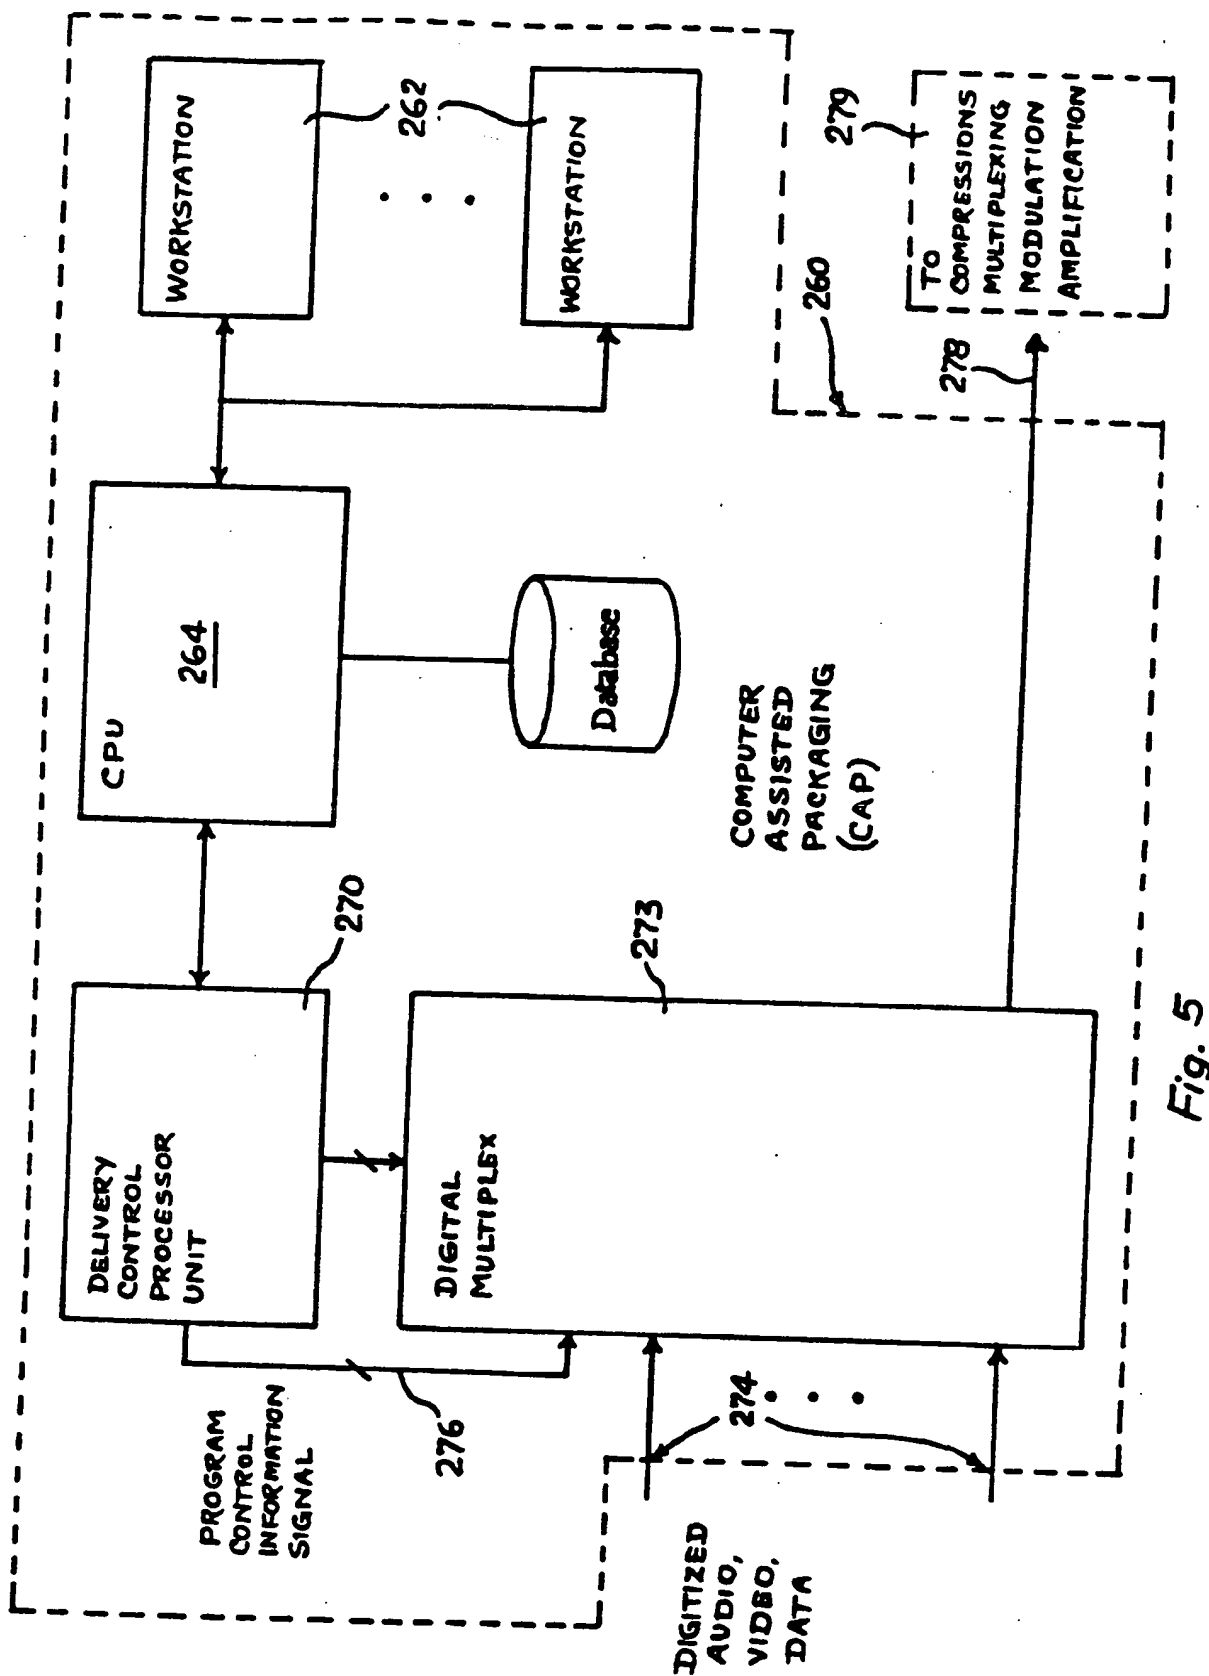 DELIVERY
CONTROL
PROCESSOR
UNIT
270
CPU
264
WORKSTATION
262
WORKSTATION
Database
PROGRAM
CONTROL
INFORMATION
SIGNAL
276
DIGITAL
MULTIPLEX
273
COMPUTER
ASSISTED
PACKAGING
(CAP)
260
279
278
TO
COMPRESSIONS
MULTIPLEXING
MODULATION
AMPLIFICATION
274
DIGITIZED
AUDIO,
VIDEO,
DATA
Fig. 5